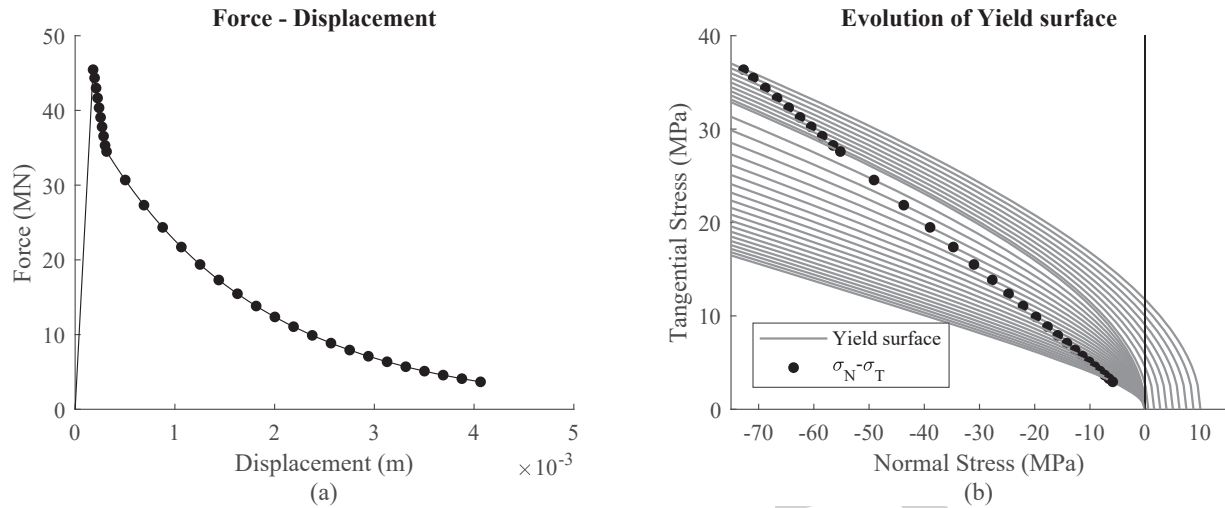 Force - Displacement
50
40
30
20
10
0
Force (MN)
0 1 2 3 4 5
×10⁻³
Displacement (m)
(a)
Evolution of Yield surface
40
30
20
10
0
Tangential Stress (MPa)
Yield surface
σ_N-σ_T
-70 -60 -50 -40 -30 -20 -10 0 10
Normal Stress (MPa)
(b)